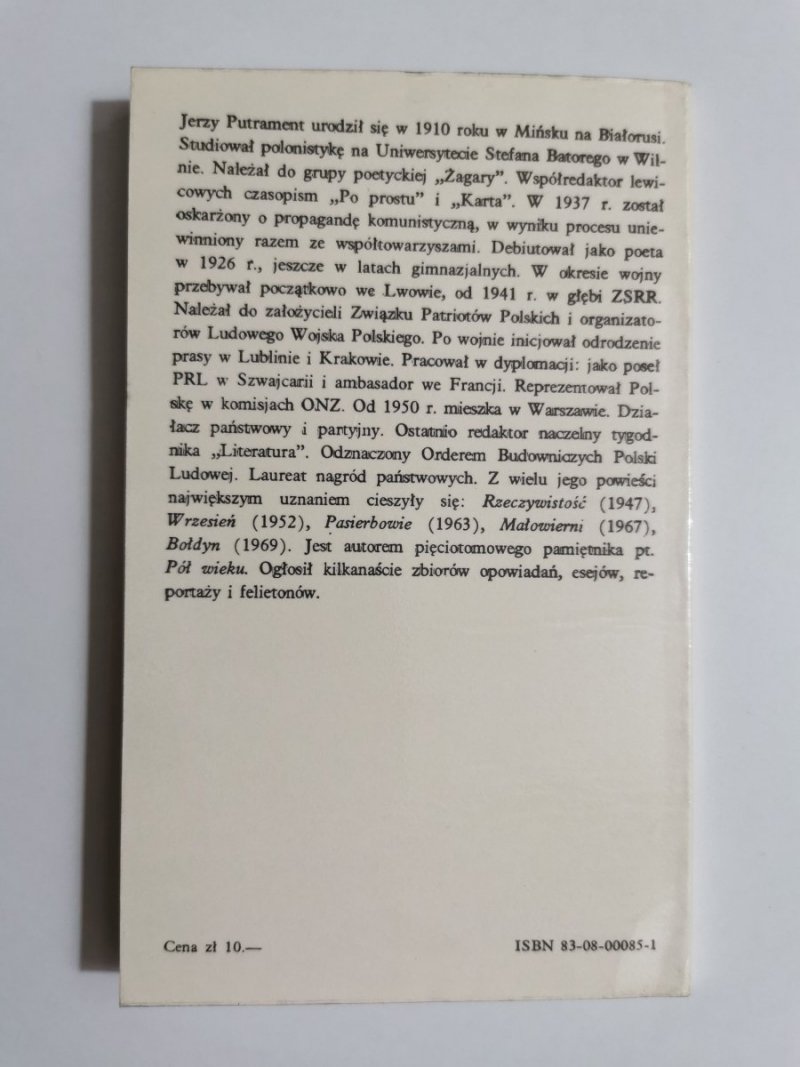 Jerzy Putrament urodził się w 1910 roku w Mińsku na Białorusi.
Studiował polonistykę na Uniwersytecie Stefana Batorego w Wil-
nie. Należał do grupy poetyckiej „Żagary”. Współredaktor lewi-
cowych czasopism „Po prostu” i „Karta”. W 1937 r. został
oskarżony o propagandę komunistyczną, w wyniku procesu unie-
winniony razem ze współtowarzyszami. Debiutował jako poeta
w 1926 r., jeszcze w latach gimnazjalnych. W okresie wojny
przebywał początkowo we Lwowie, od 1941 r. w głębi ZSRR.
Należał do założycieli Związku Patriotów Polskich i organizato-
rów Ludowego Wojska Polskiego. Po wojnie inicjował odrodzenie
prasy w Lublinie i Krakowie. Pracował w dyplomacji: jako poseł
PRL w Szwajcarii i ambasador we Francji. Reprezentował Pol-
skę w komisjach ONZ. Od 1950 r. mieszka w Warszawie. Dzia-
łacz państwowy i partyjny. Ostatnio redaktor naczelny tygod-
nika „Literatura”. Odznaczony Orderem Budowniczych Polski
Ludowej. Laureat nagród państwowych. Z wielu jego powieści
największym uznaniem cieszyły się: Rzeczywistość (1947),
Wrzesień (1952), Pasierbowie (1963), Małowierni (1967),
Bołdyn (1969). Jest autorem pięciotomowego pamiętnika pt.
Pół wieku. Ogłosił kilkanaście zbiorów opowiadań, esejów, re-
portaży i felietonów.
Cena zł 10.—
ISBN 83-08-00085-1